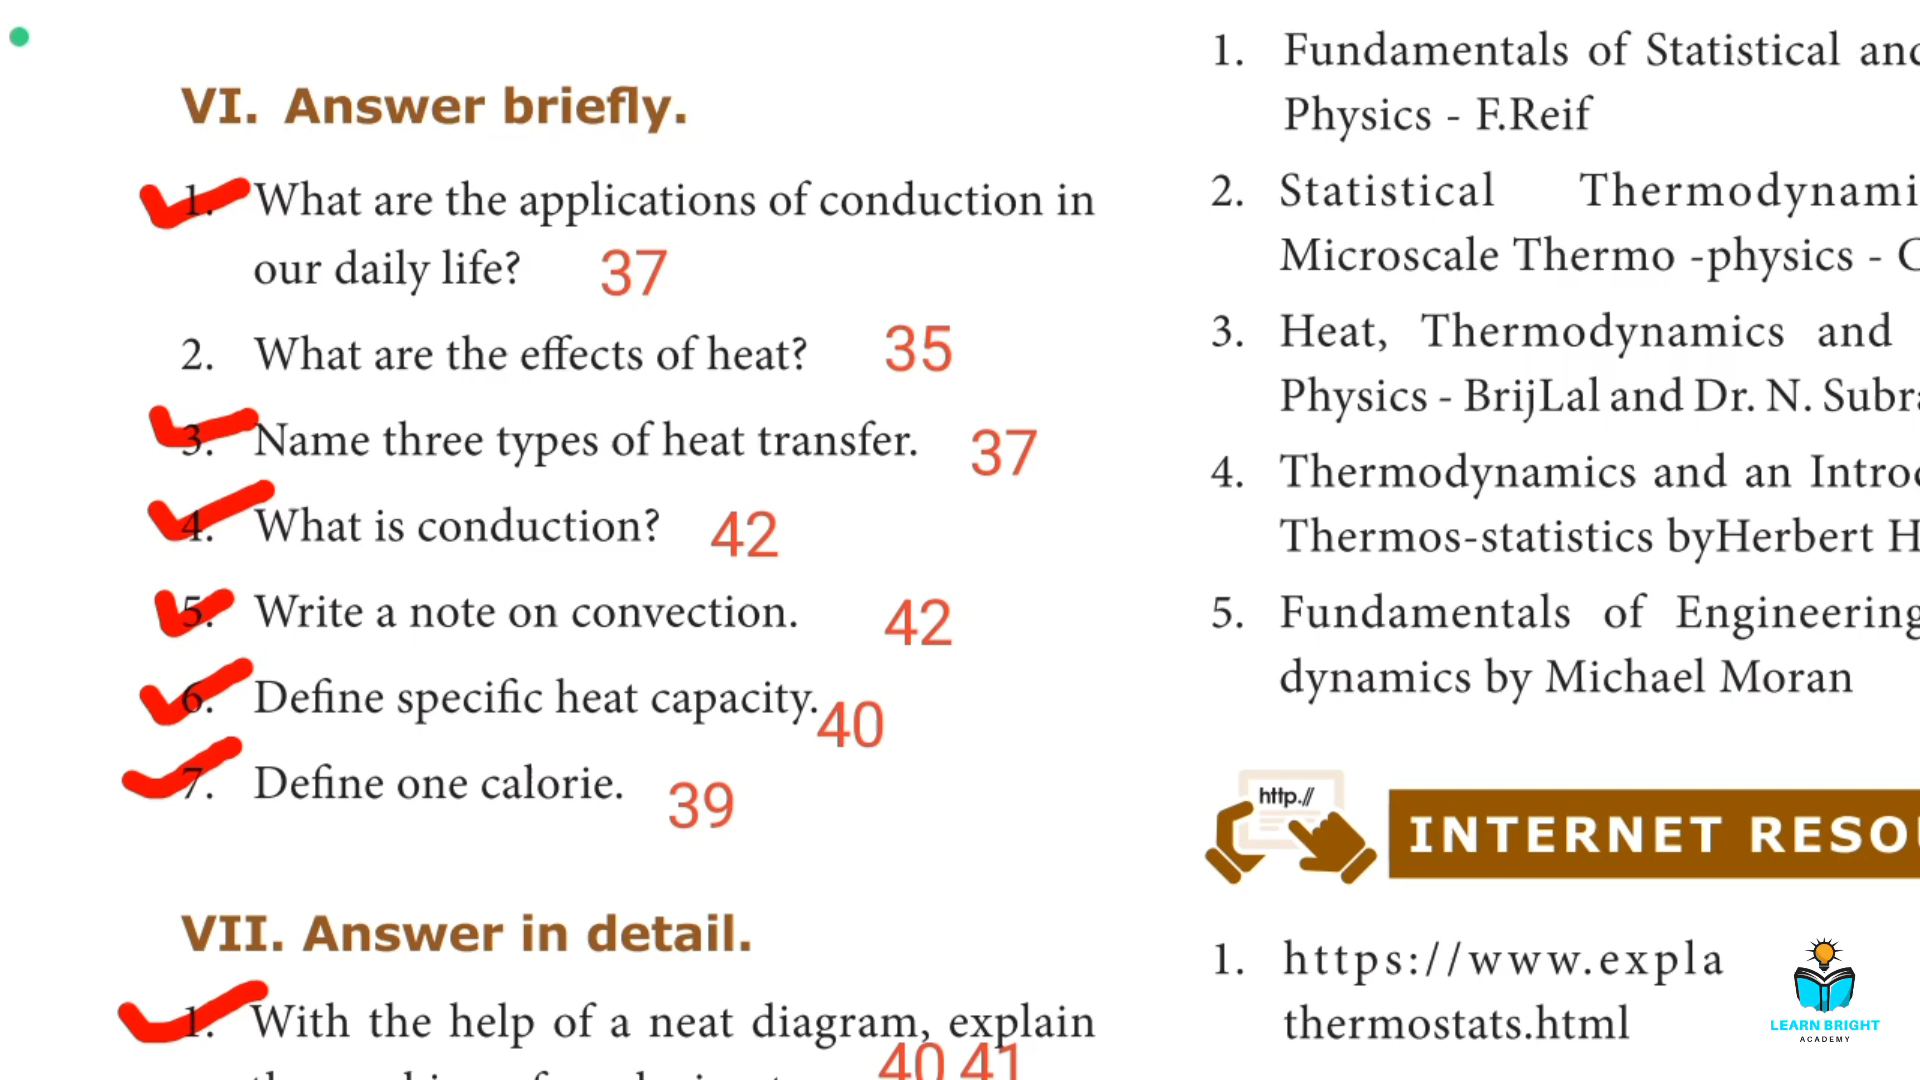 VI. Answer briefly.
1. What are the applications of conduction in
our daily life? 37
2. What are the effects of heat? 35
3. Name three types of heat transfer. 37
4. What is conduction? 42
5. Write a note on convection. 42
6. Define specific heat capacity. 40
7. Define one calorie. 39
VII. Answer in detail.
1. With the help of a neat diagram, explain
40 41
1. Fundamentals of Statistical and
Physics - F.Reif
2. Statistical Thermodynami
Microscale Thermo -physics - C
3. Heat, Thermodynamics and
Physics - BrijLal and Dr. N. Subra
4. Thermodynamics and an Introd
Thermos-statistics byHerbert H
5. Fundamentals of Engineering
dynamics by Michael Moran
http.//
INTERNET RESOU
1. https://www.expla
thermostats.html
LEARN BRIGHT
ACADEMY